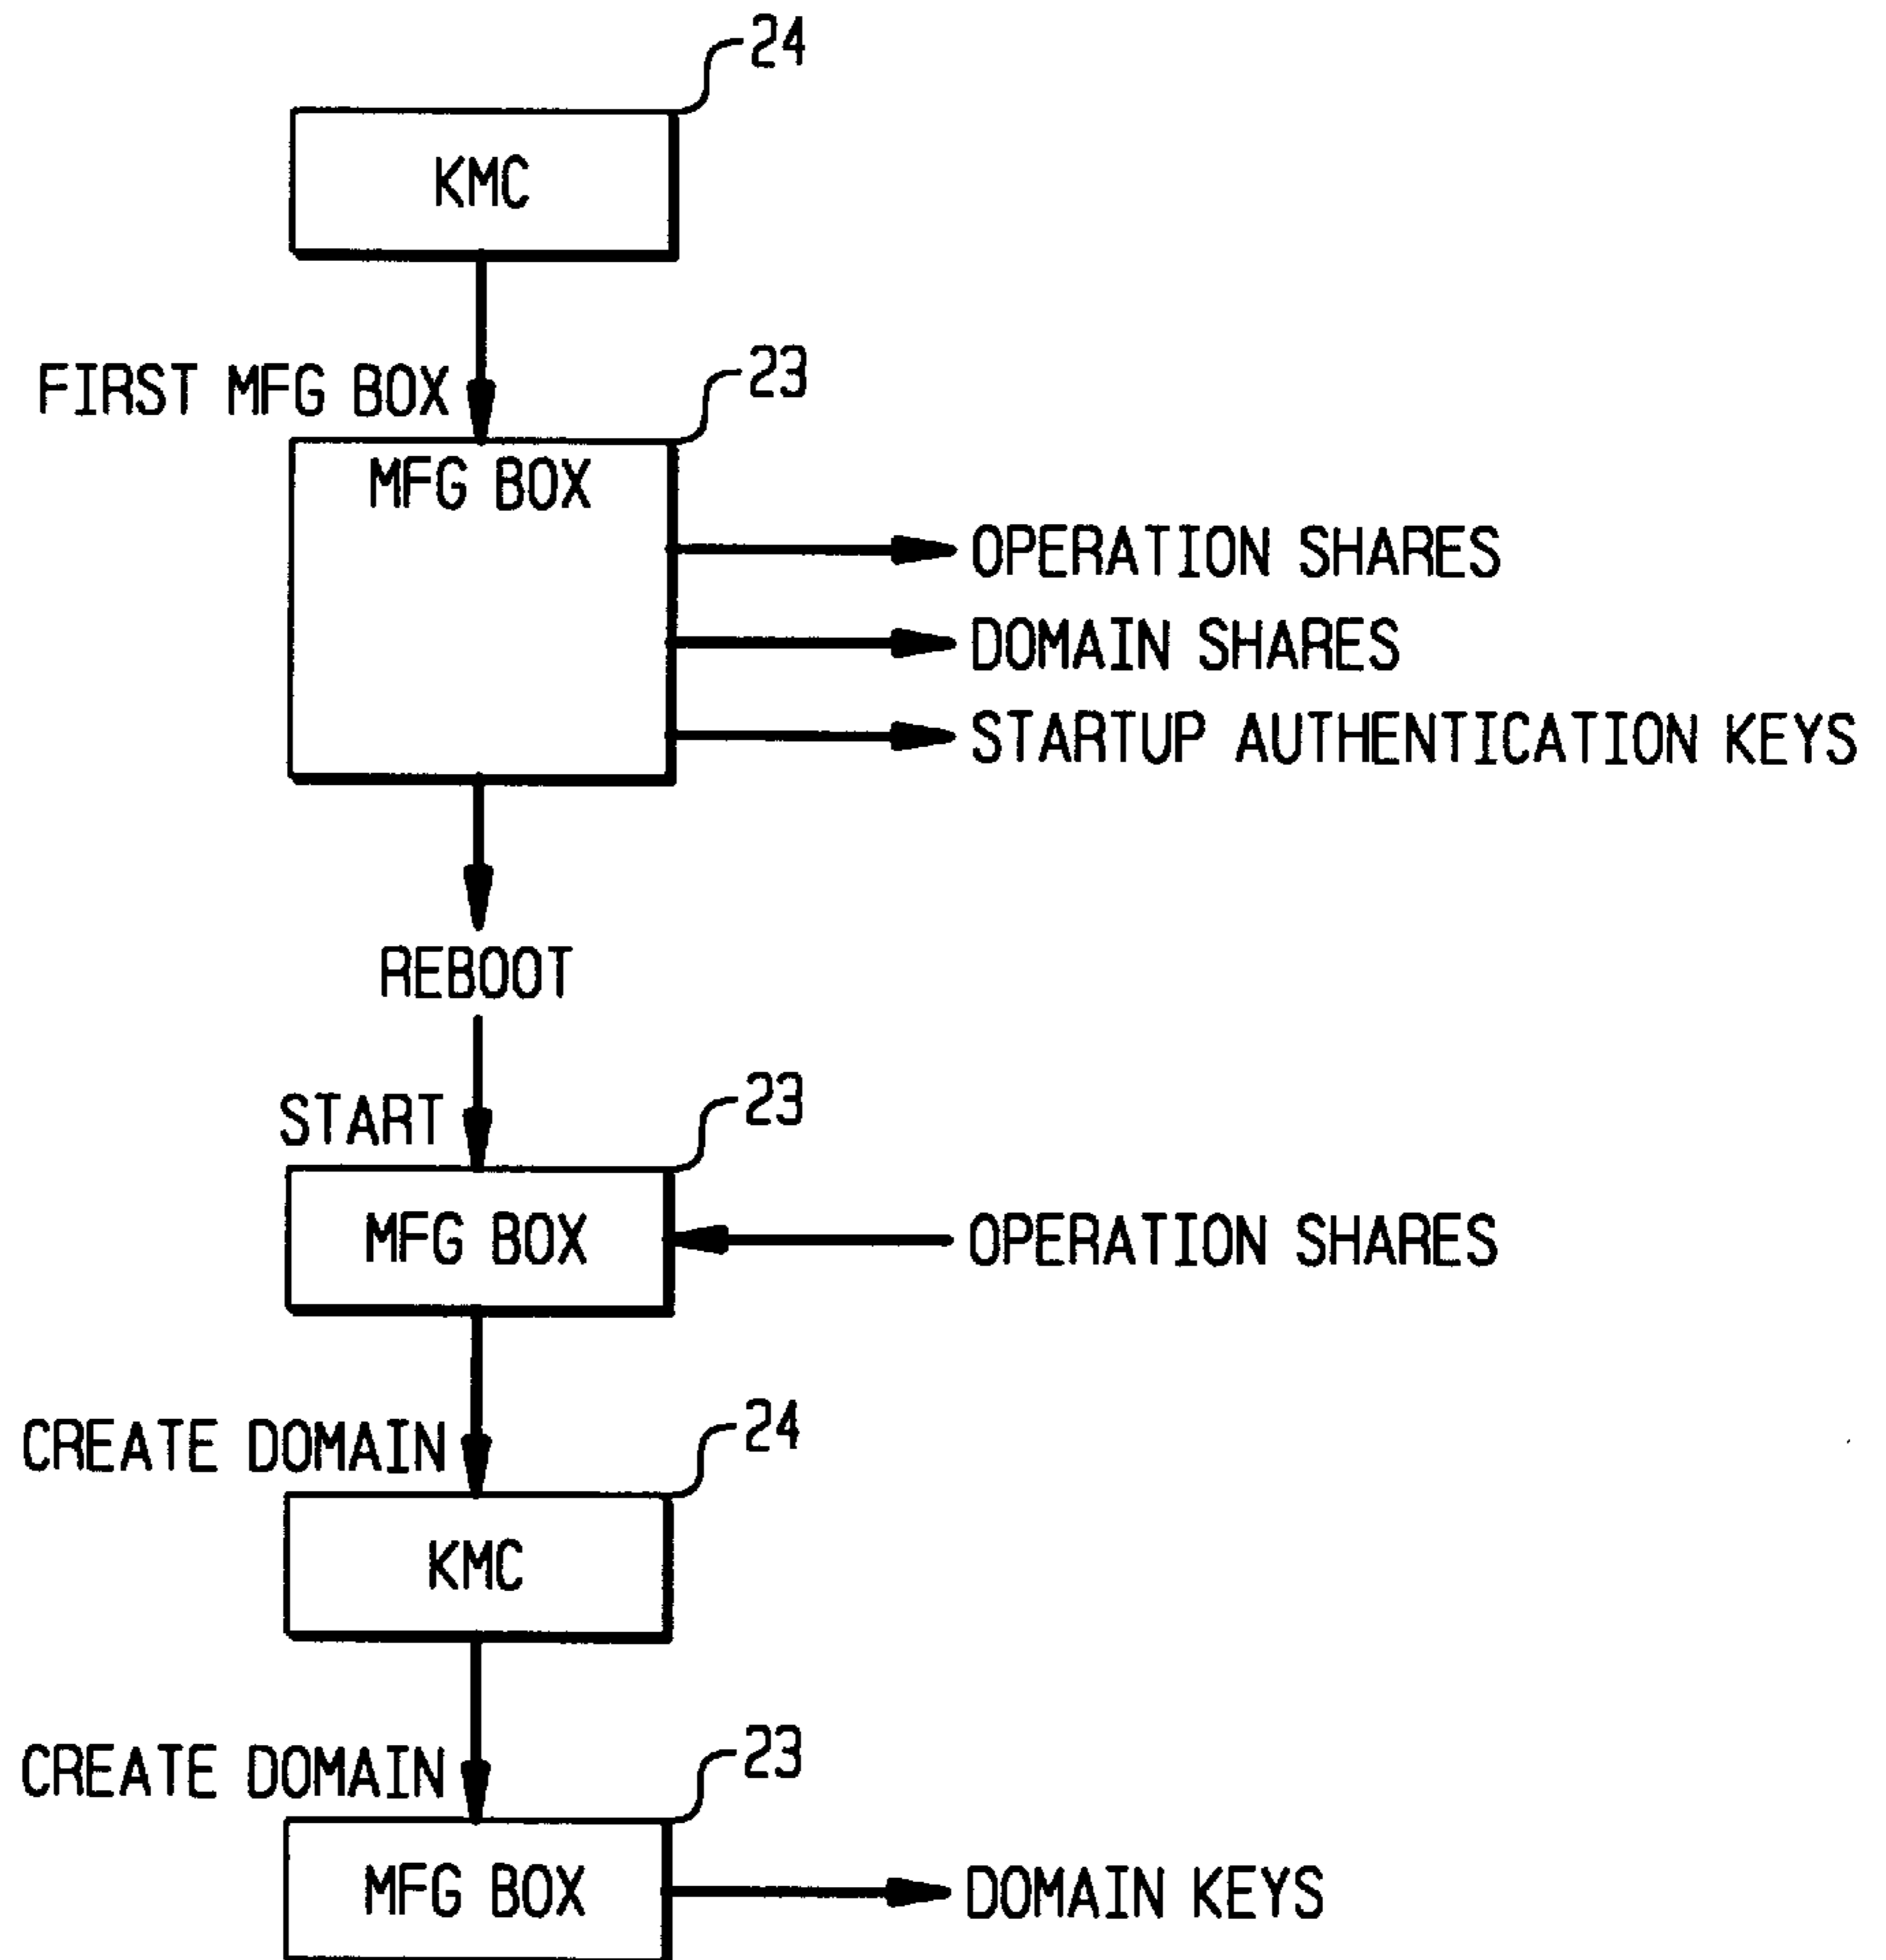 24
KMC
FIRST MFG BOX
23
MFG BOX
OPERATION SHARES
DOMAIN SHARES
STARTUP AUTHENTICATION KEYS
REBOOT
START
23
MFG BOX
OPERATION SHARES
CREATE DOMAIN
24
KMC
CREATE DOMAIN
23
MFG BOX
DOMAIN KEYS